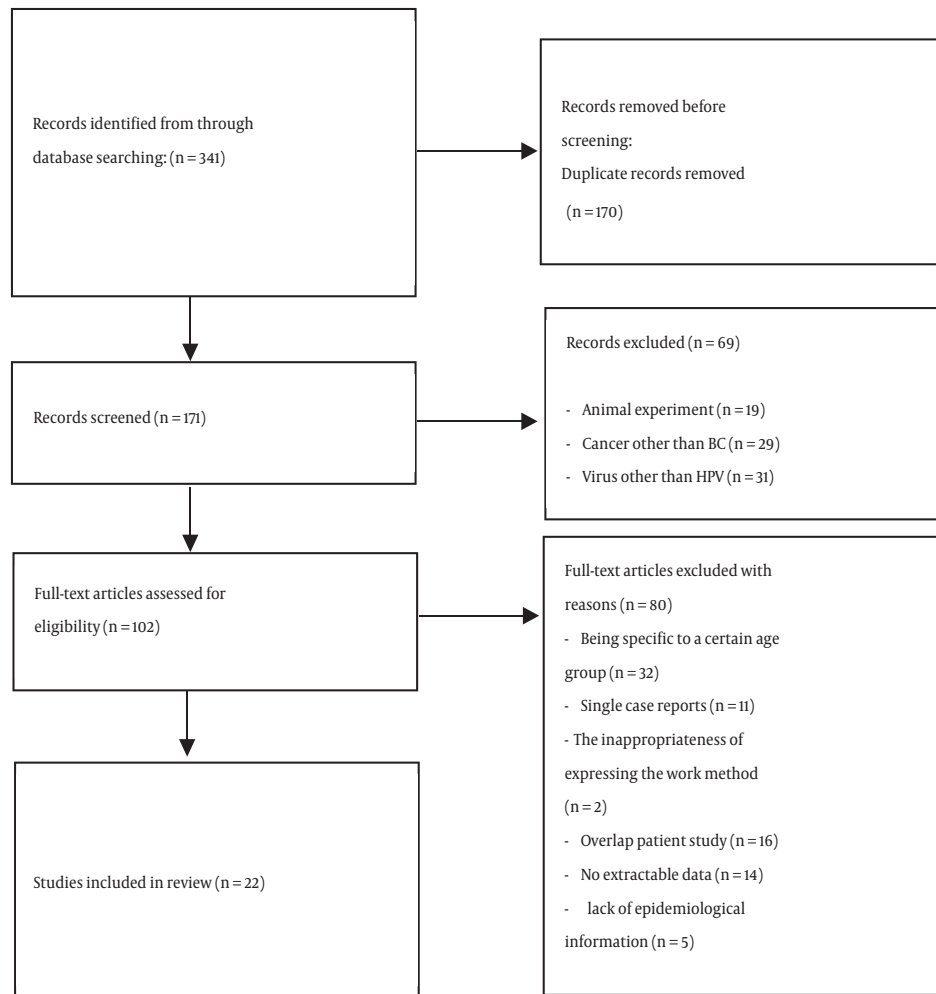 Records identified from through
database searching: (n = 341)
Records removed before
screening:
Duplicate records removed
(n = 170)
Records screened (n = 171)
Records excluded (n = 69)
- Animal experiment (n = 19)
- Cancer other than BC (n = 29)
- Virus other than HPV (n = 31)
Full-text articles assessed for
eligibility (n = 102)
Full-text articles excluded with
reasons (n = 80)
- Being specific to a certain age
group (n = 32)
- Single case reports (n = 11)
- The inappropriateness of
expressing the work method
(n = 2)
- Overlap patient study (n = 16)
- No extractable data (n = 14)
- lack of epidemiological
information (n = 5)
Studies included in review (n = 22)